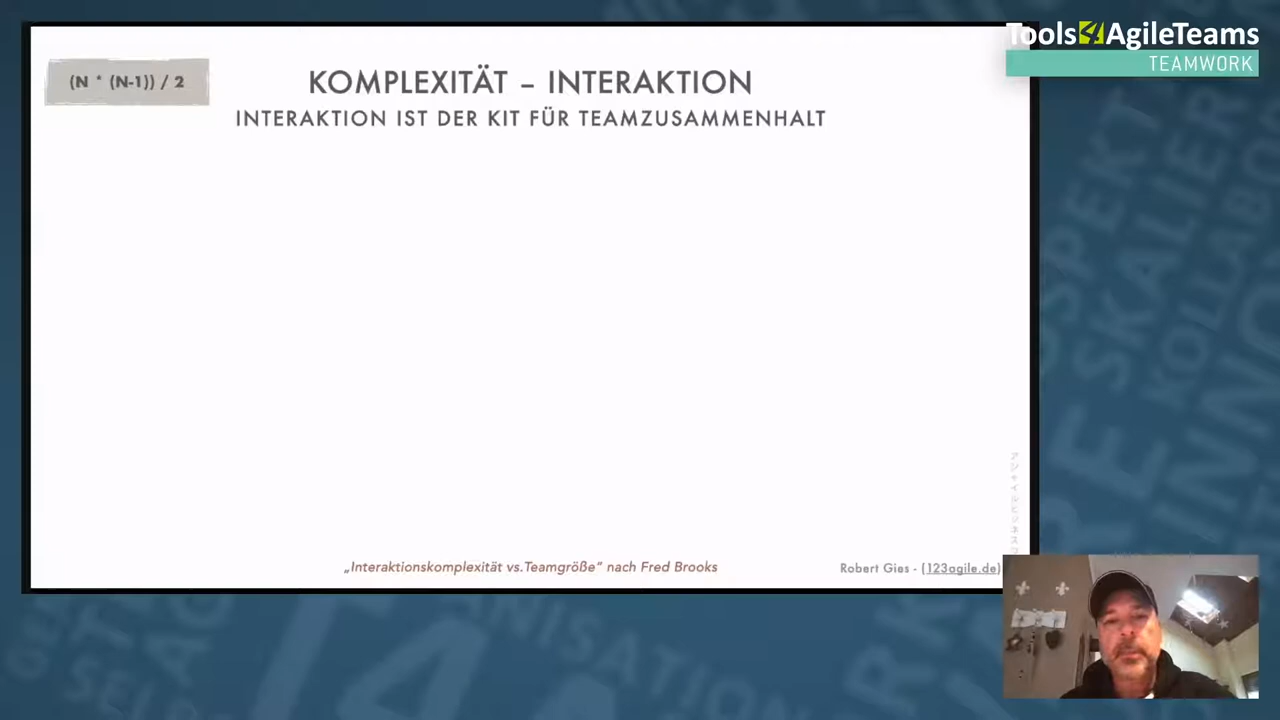 Tools4AgileTeams
TEAMWORK
(N * (N-1)) / 2
KOMPLEXITÄT – INTERAKTION
INTERAKTION IST DER KIT FÜR TEAMZUSAMMENHALT
„Interaktionskomplexität vs.Teamgröße“ nach Fred Brooks
Robert Gies - (123agile.de)